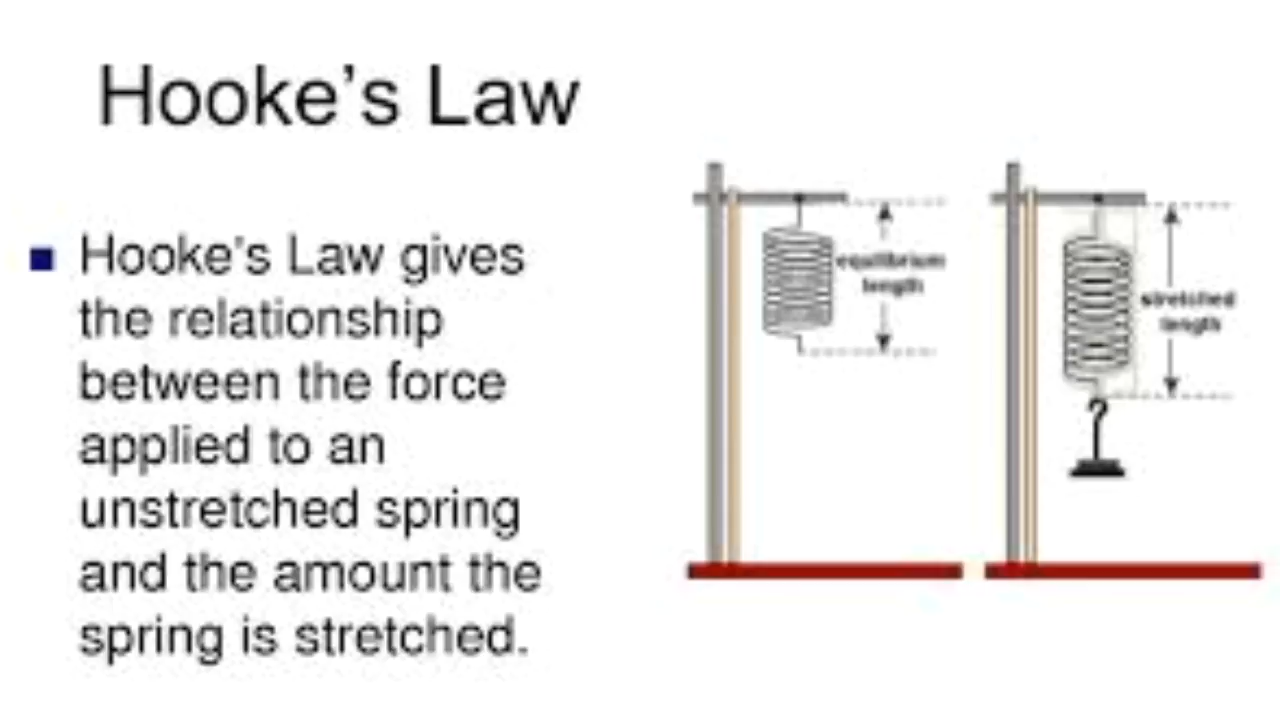 Hooke's Law
Hooke's Law gives
the relationship
between the force
applied to an
unstretched spring
and the amount the
spring is stretched.
equilibrium
length
stretched
length